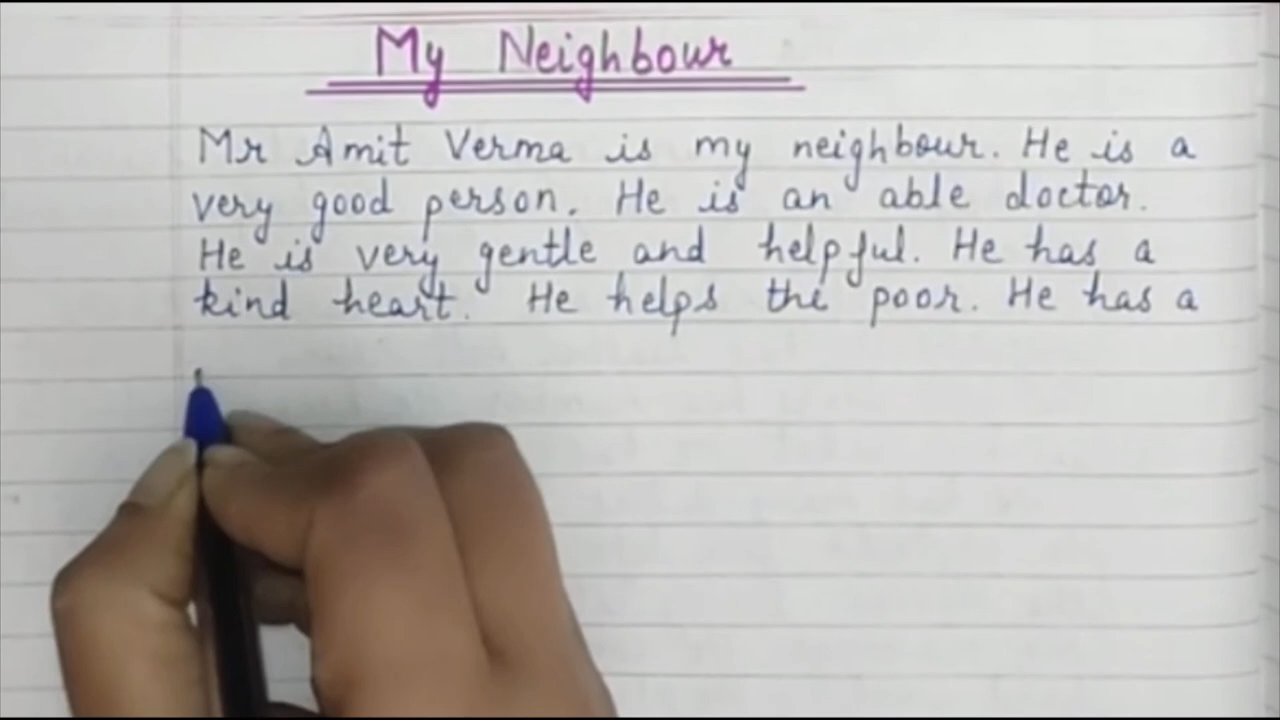 My Neighbour
Mr Amit Verma is my neighbour. He is a
very good person. He is an able doctor.
He is very gentle and helpful. He has a
kind heart. He helps the poor. He has a